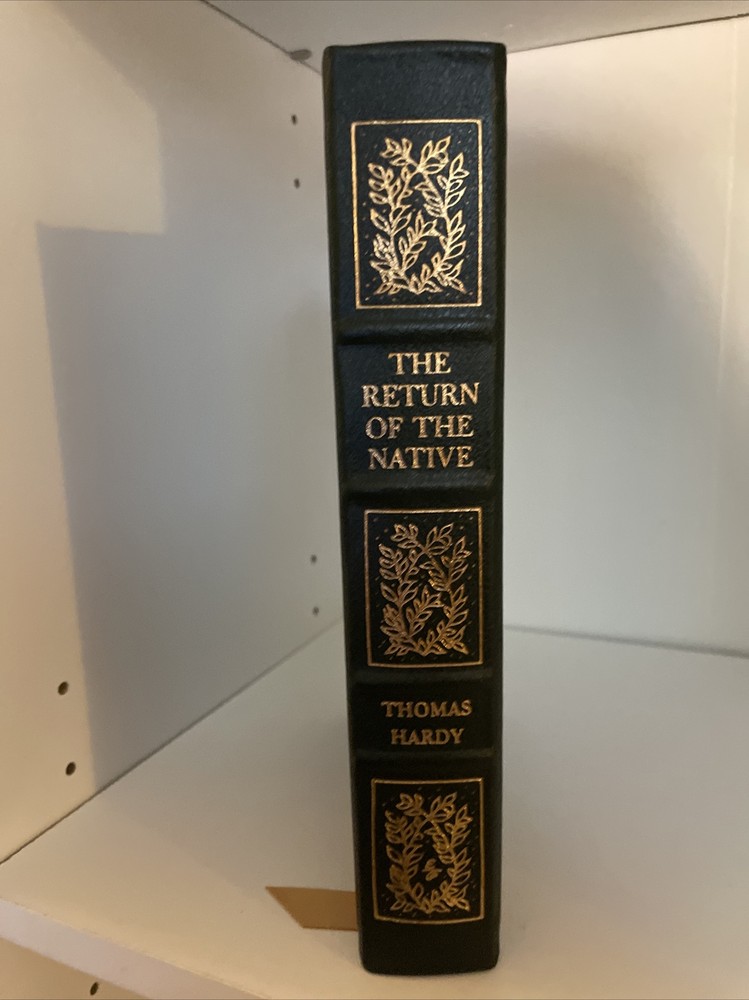 THE
RETURN
OF THE
NATIVE
THOMAS
HARDY